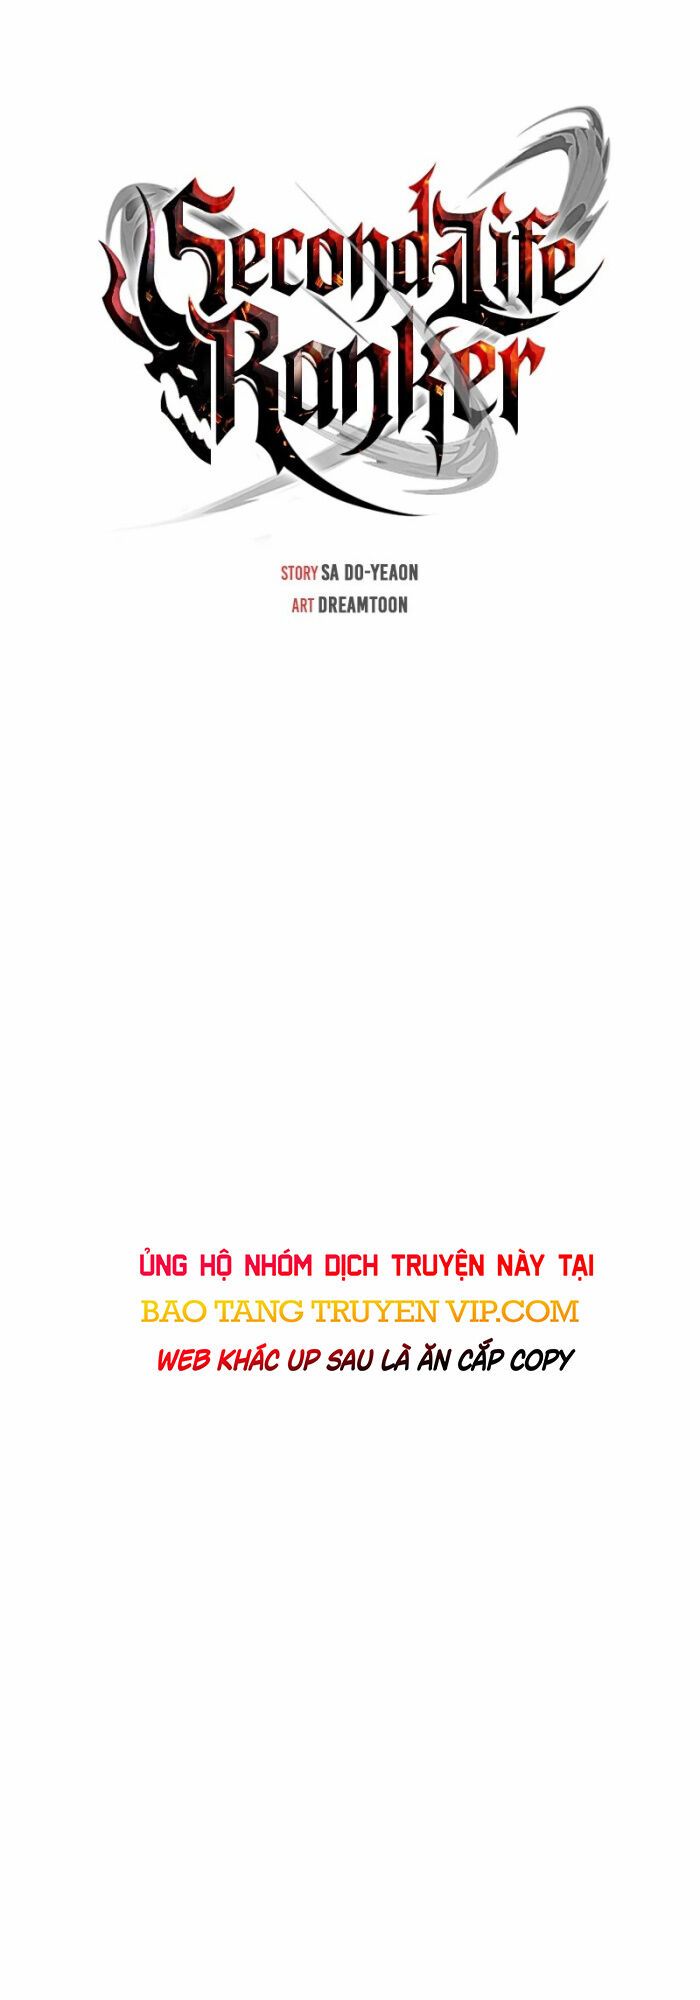 Second Life
Ranker
STORY SA DO-YEAON
ART DREAMTOON
ỦNG HỘ NHÓM DỊCH TRUYỆN NÀY TẠI
BAO TANG TRUYEN VIP.COM
WEB KHÁC UP SAU LÀ ĂN CẮP COPY